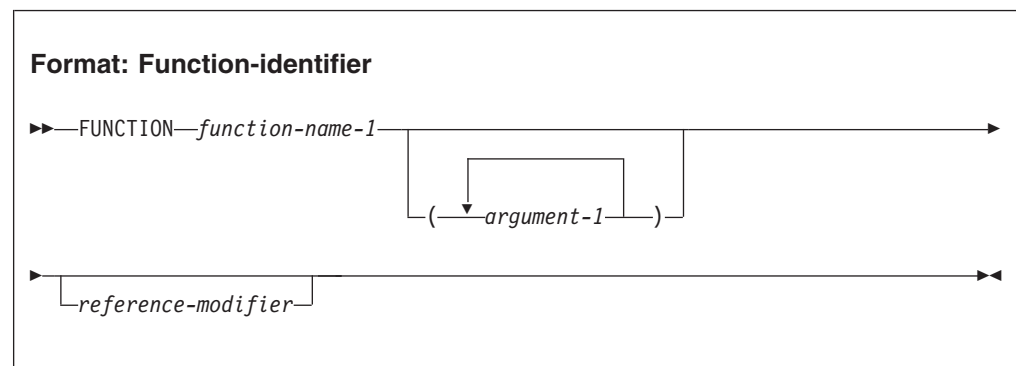 Format: Function-identifier
FUNCTION function-name-1
( argument-1 )
reference-modifier